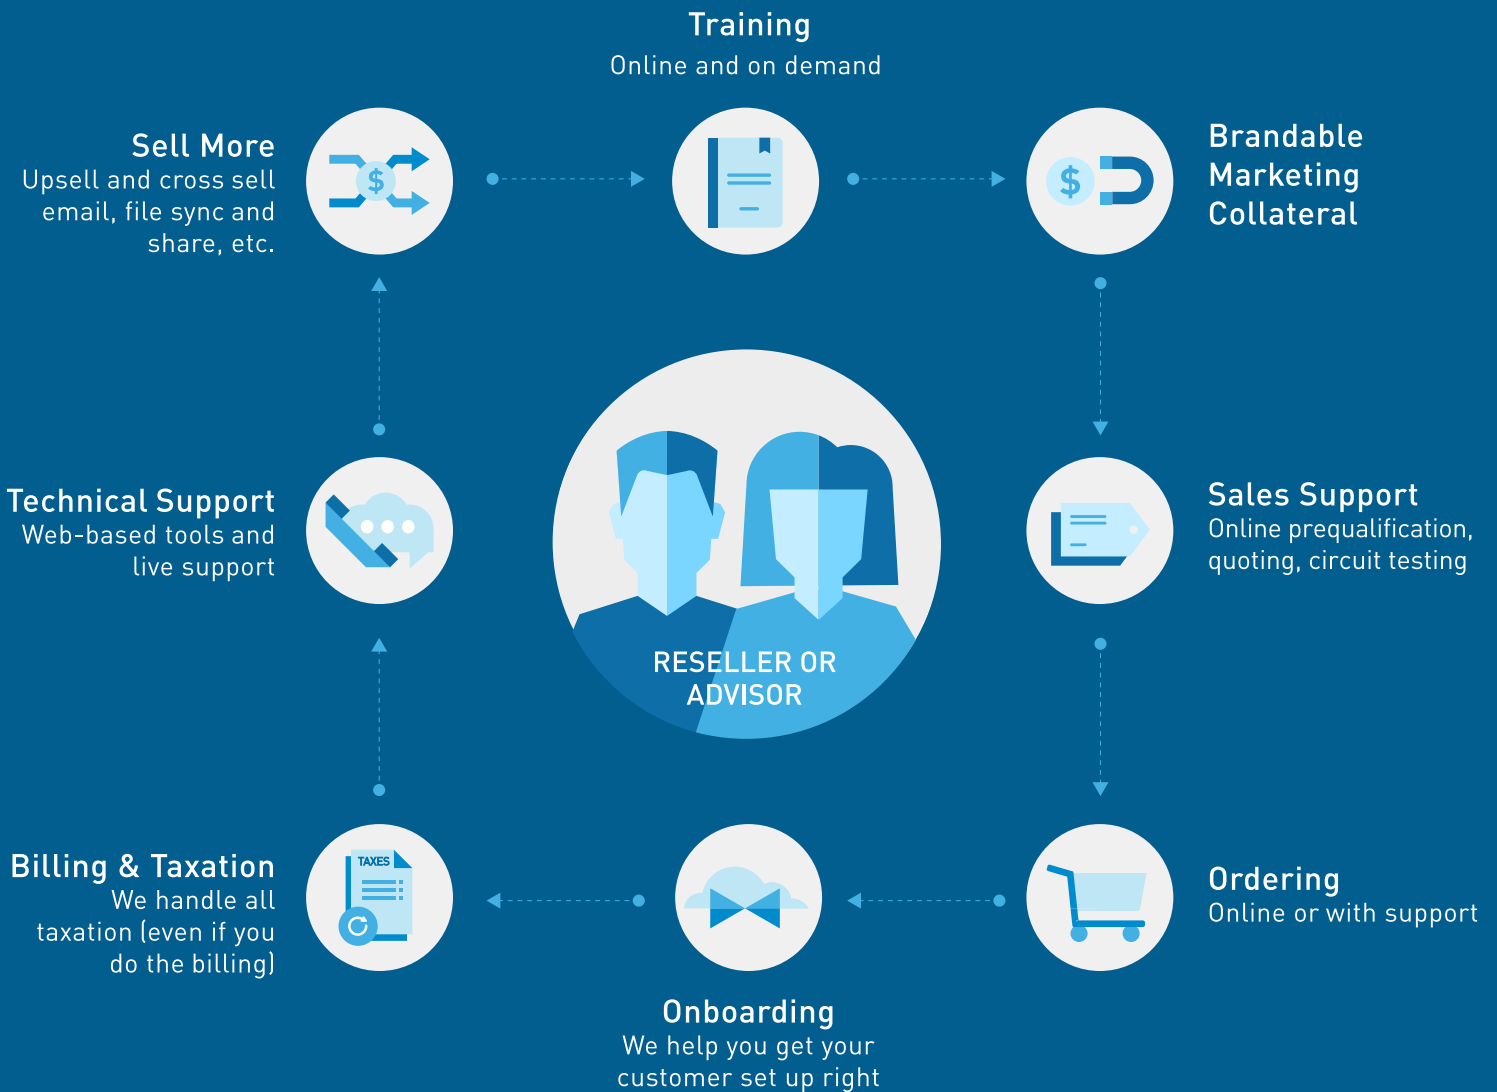 Training
Online and on demand
Sell More
Upsell and cross sell
email, file sync and
share, etc.
$
$
Brandable
Marketing
Collateral
Technical Support
Web-based tools and
live support
RESELLER OR
ADVISOR
Sales Support
Online prequalification,
quoting, circuit testing
Billing & Taxation
We handle all
taxation (even if you
do the billing)
TAXES
Onboarding
We help you get your
customer set up right
Ordering
Online or with support